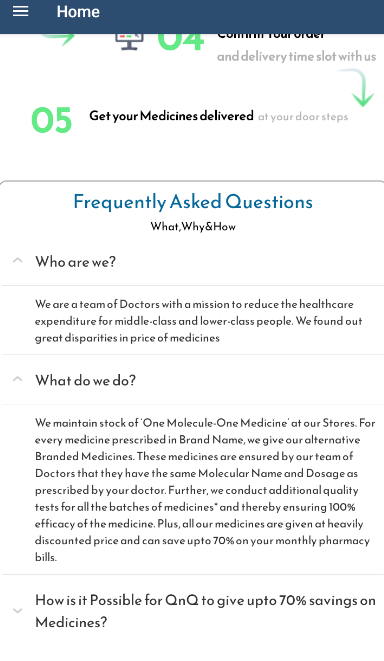 Home
04 Confirm Your order
and delivery time slot with us
05 Get your Medicines delivered at your door steps
Frequently Asked Questions
What,Why&How
Who are we?
We are a team of Doctors with a mission to reduce the healthcare
expenditure for middle-class and lower-class people. We found out
great disparities in price of medicines
What do we do?
We maintain stock of 'One Molecule-One Medicine' at our Stores. For
every medicine prescribed in Brand Name, we give our alternative
Branded Medicines. These medicines are ensured by our team of
Doctors that they have the same Molecular Name and Dosage as
prescribed by your doctor. Further, we conduct additional quality
tests for all the batches of medicines* and thereby ensuring 100%
efficacy of the medicine. Plus, all our medicines are given at heavily
discounted price and can save upto 70% on your monthly pharmacy
bills.
How is it Possible for QnQ to give upto 70% savings on
Medicines?